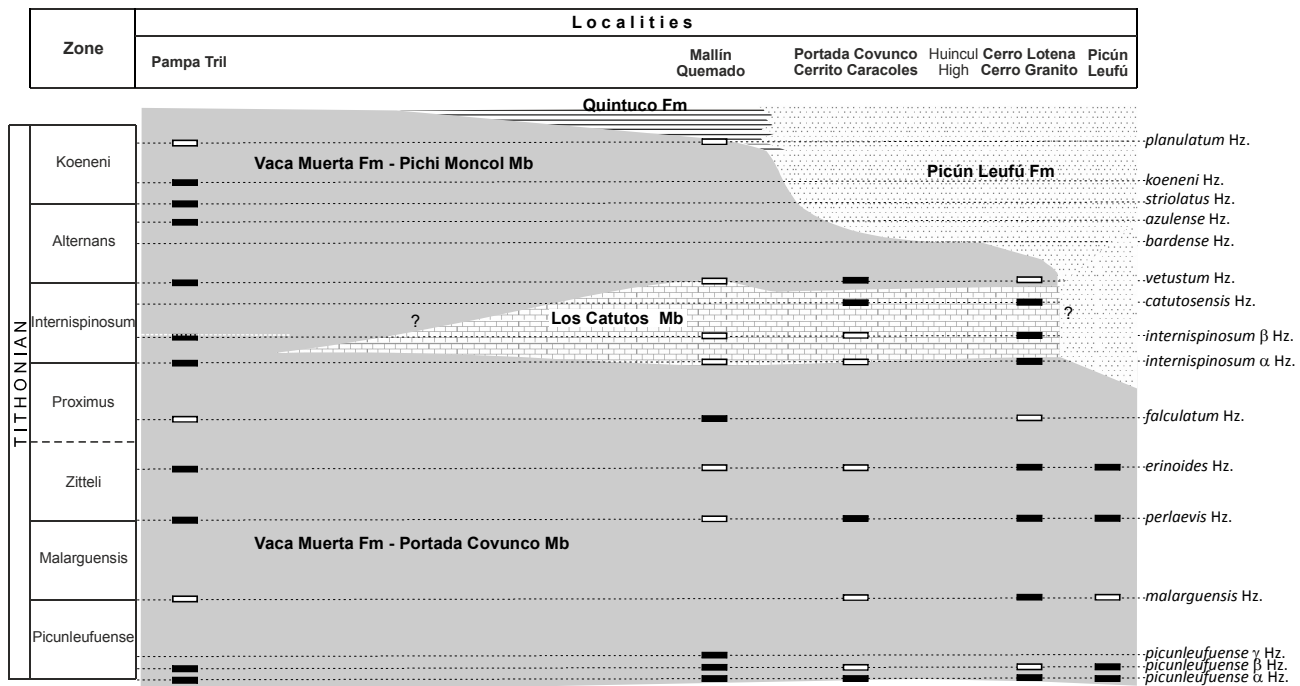 Localities
Zone
Pampa Tril
Mallín
Quemado
Portada Covunco
Cerrito Caracoles
Huincul
High
Cerro Lotena
Cerro Granito
Picún
Leufú
Quintuco Fm
planulatum Hz.
Koeneni
Vaca Muerta Fm - Pichi Moncol Mb
Picún Leufú Fm
koeneni Hz.
striolatus Hz.
azulense Hz.
Alternans
bardense Hz.
vetustum Hz.
catutosensis Hz.
TITHONIAN
Internispinosum
?
Los Catutos Mb
?
internispinosum β Hz.
internispinosum α Hz.
Proximus
falculatum Hz.
erinoides Hz.
Zitteli
perlaevis Hz.
Vaca Muerta Fm - Portada Covunco Mb
Malarguensis
malarguensis Hz.
Picunleufuense
picunleufuense γ Hz.
picunleufuense β Hz.
picunleufuense α Hz.